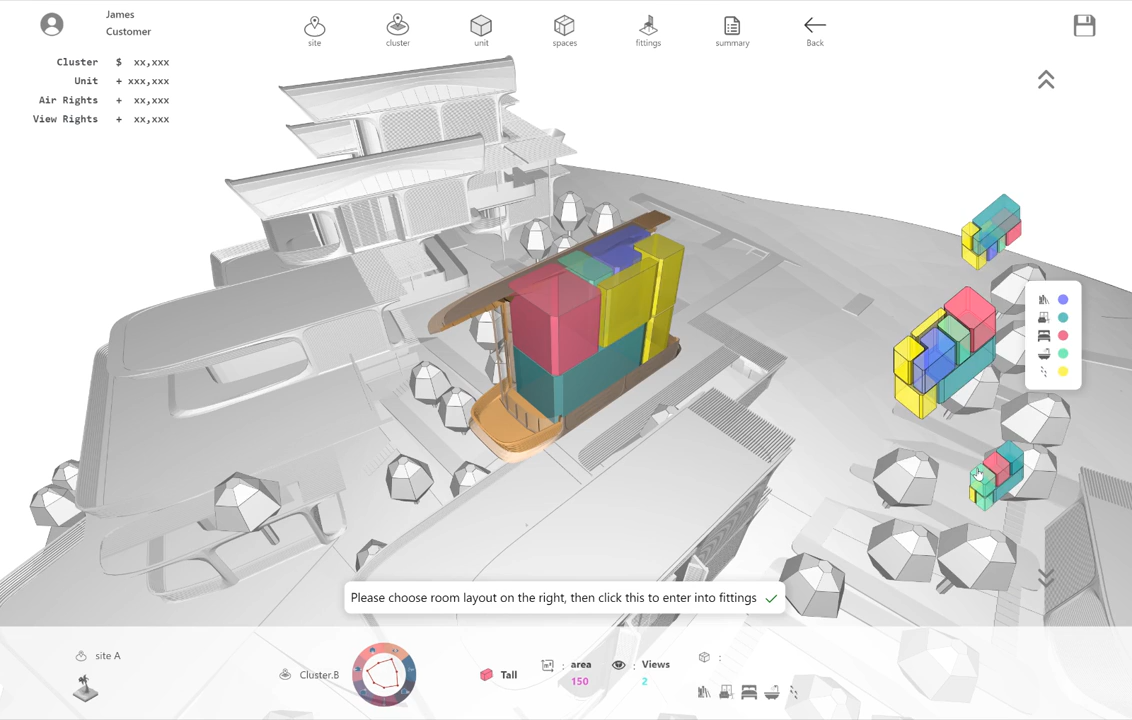 James
Customer
site
cluster
unit
spaces
fittings
summary
Back
Cluster $ xx,xxx
Unit + xxx,xxx
Air Rights + xx,xxx
View Rights + xx,xxx
Please choose room layout on the right, then click this to enter into fittings
site A
Cluster.B
Tall
: area
150
: Views
2
: